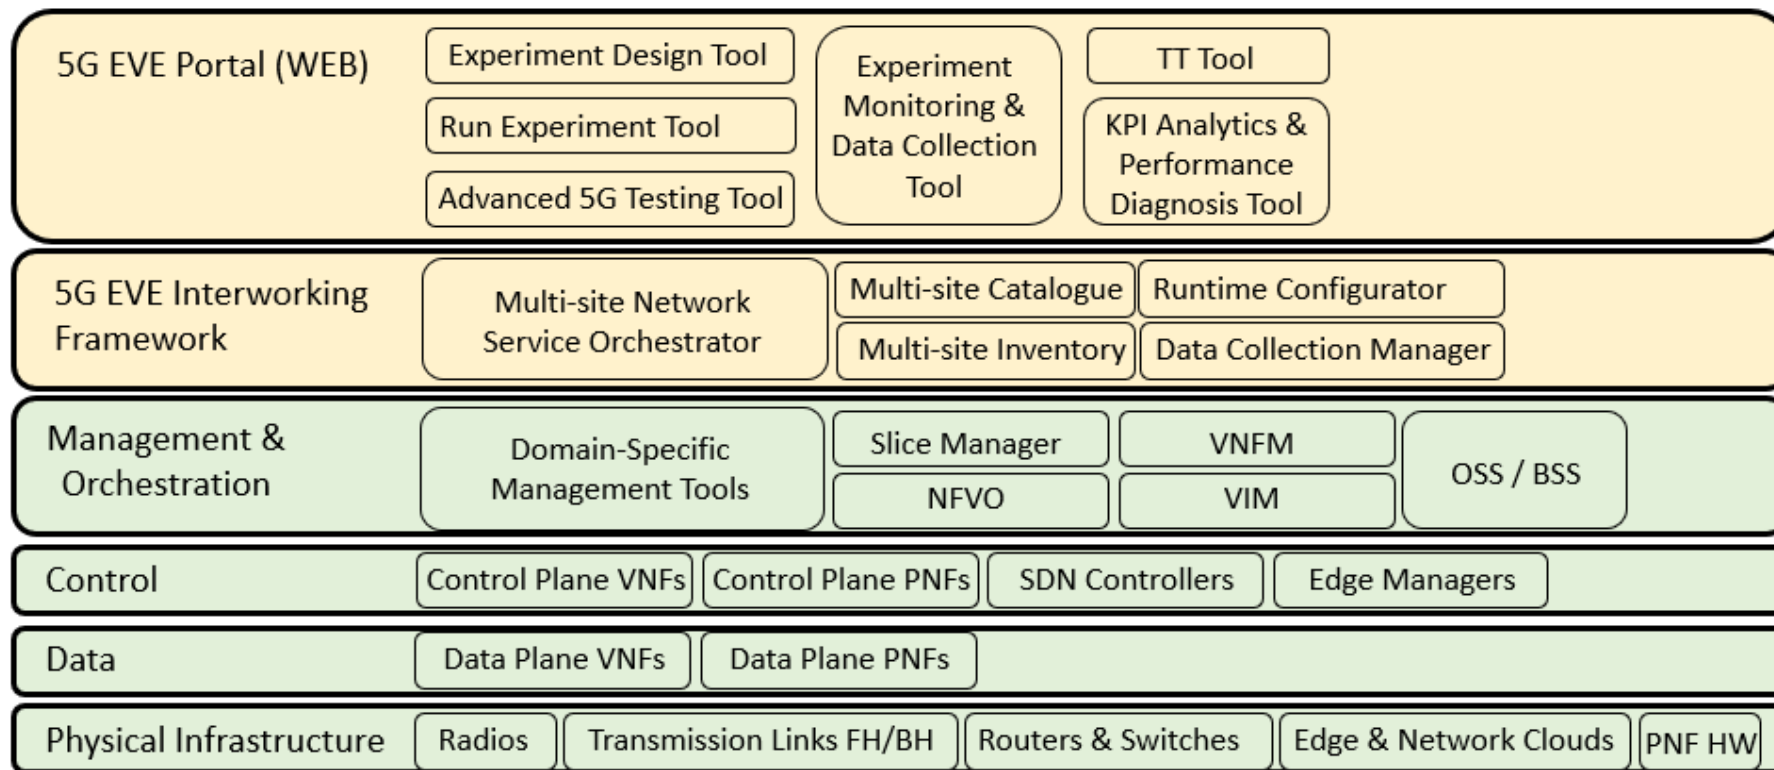 5G EVE Portal (WEB)
Experiment Design Tool
Run Experiment Tool
Advanced 5G Testing Tool
Experiment
Monitoring &
Data Collection
Tool
TT Tool
KPI Analytics &
Performance
Diagnosis Tool
5G EVE Interworking
Framework
Multi-site Network
Service Orchestrator
Multi-site Catalogue
Runtime Configurator
Multi-site Inventory
Data Collection Manager
Management &
Orchestration
Domain-Specific
Management Tools
Slice Manager
VNFM
NFVO
VIM
OSS / BSS
Control
Control Plane VNFs
Control Plane PNFs
SDN Controllers
Edge Managers
Data
Data Plane VNFs
Data Plane PNFs
Physical Infrastructure
Radios
Transmission Links FH/BH
Routers & Switches
Edge & Network Clouds
PNF HW